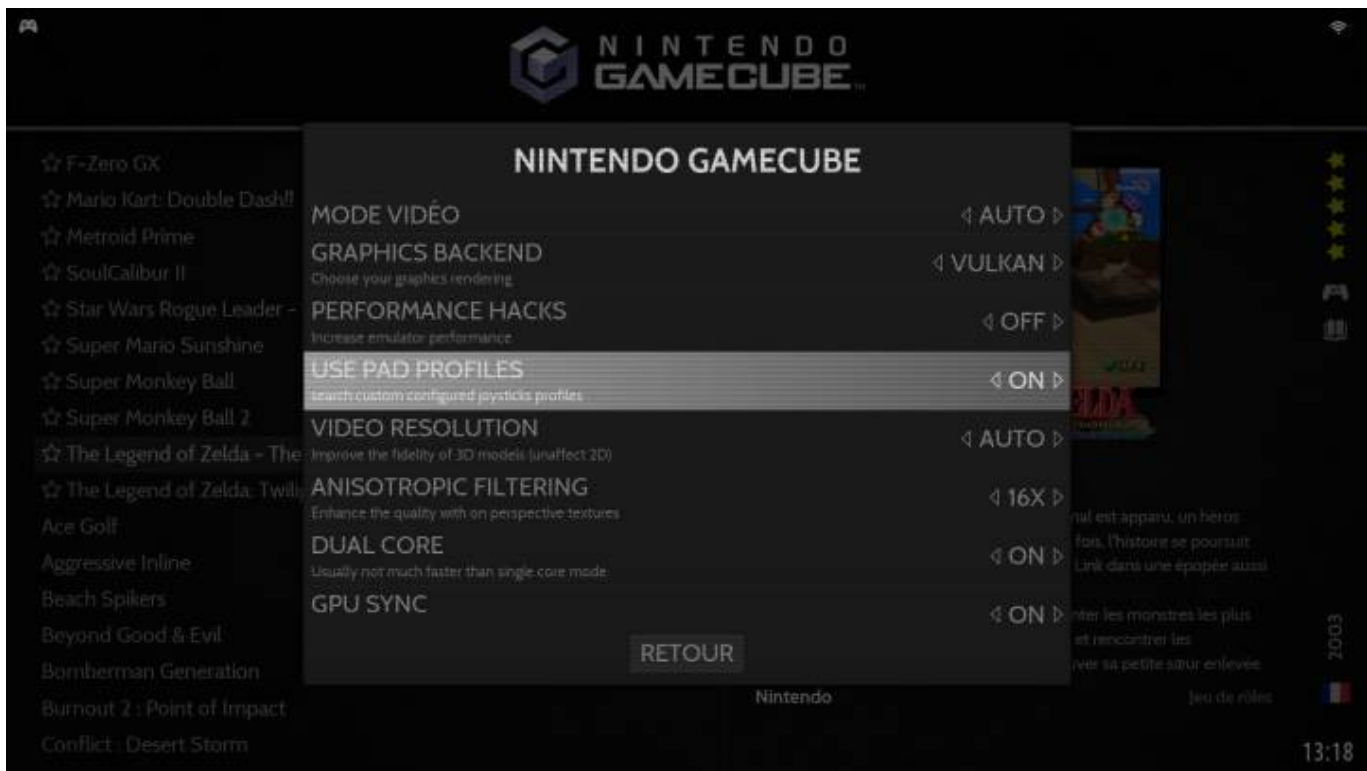 NINTENDO
GAMECUBE
NINTENDO GAMECUBE
MODE VIDÉO
AUTO
GRAPHICS BACKEND
Choose your graphics rendering
VULKAN
PERFORMANCE HACKS
Increase emulator performance
OFF
USE PAD PROFILES
search custom configured joysticks profiles
ON
VIDEO RESOLUTION
Improve the fidelity of 3D models (unaffect 2D)
AUTO
ANISOTROPIC FILTERING
Enhance the quality with on perspective textures
16X
DUAL CORE
Usually not much faster than single core mode
ON
GPU SYNC
ON
RETOUR
F-Zero GX
Mario Kart: Double Dash!!
Metroid Prime
SoulCalibur II
Star Wars Rogue Leader -
Super Mario Sunshine
Super Monkey Ball
Super Monkey Ball 2
The Legend of Zelda - The
The Legend of Zelda: Twili
Ace Golf
Aggressive Inline
Beach Spikers
Beyond Good & Evil
Bomberman Generation
Burnout 2 : Point of Impact
Conflict : Desert Storm
ZELDA
nal est apparu, un héros
fois, l'histoire se poursuit
Link dans une épopée aussi
nter les monstres les plus
et rencontrer les
uver sa petite sœur enlevée
Nintendo
Jeu de rôles
2003
13:18